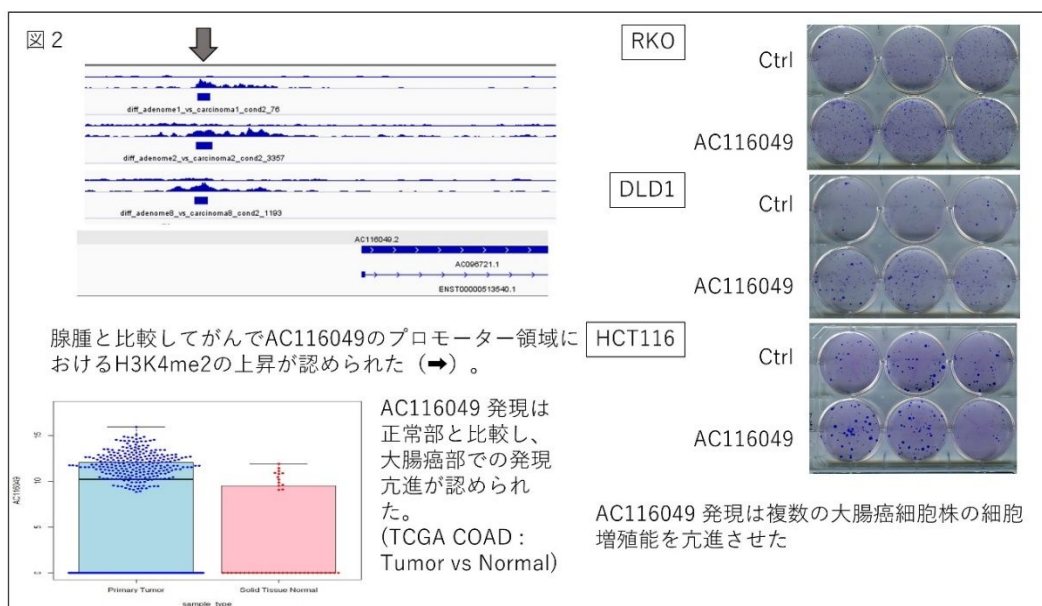 図２
diff_adenome1_vs_carcinoma1_cond2_76
diff_adenome2_vs_carcinoma2_cond2_3357
diff_adenome8_vs_carcinoma8_cond2_1193
AC116049.2
AC096721.1
ENST00000513540.1
腺腫と比較してがんでAC116049のプロモーター領域に
おけるH3K4me2の上昇が認められた（➡）。
AC116049
15
10
5
0
Primary Tumor
Solid Tissue Normal
sample_type
AC116049 発現は
正常部と比較し、
大腸癌部での発現
亢進が認められ
た。
(TCGA COAD :
Tumor vs Normal)
RKO
Ctrl
AC116049
DLD1
Ctrl
AC116049
HCT116
Ctrl
AC116049
AC116049 発現は複数の大腸癌細胞株の細胞
増殖能を亢進させた